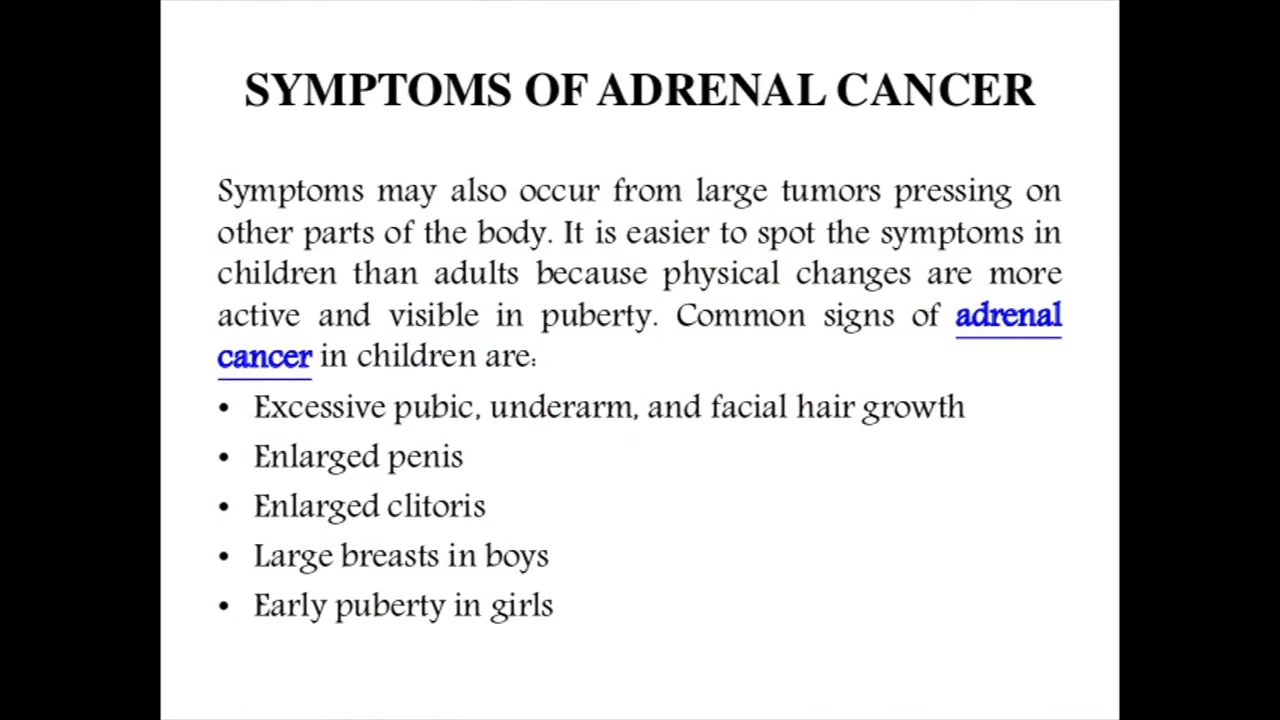 SYMPTOMS OF ADRENAL CANCER
Symptoms may also occur from large tumors pressing on
other parts of the body. It is easier to spot the symptoms in
children than adults because physical changes are more
active and visible in puberty. Common signs of adrenal
cancer in children are:
• Excessive pubic, underarm, and facial hair growth
• Enlarged penis
• Enlarged clitoris
• Large breasts in boys
• Early puberty in girls